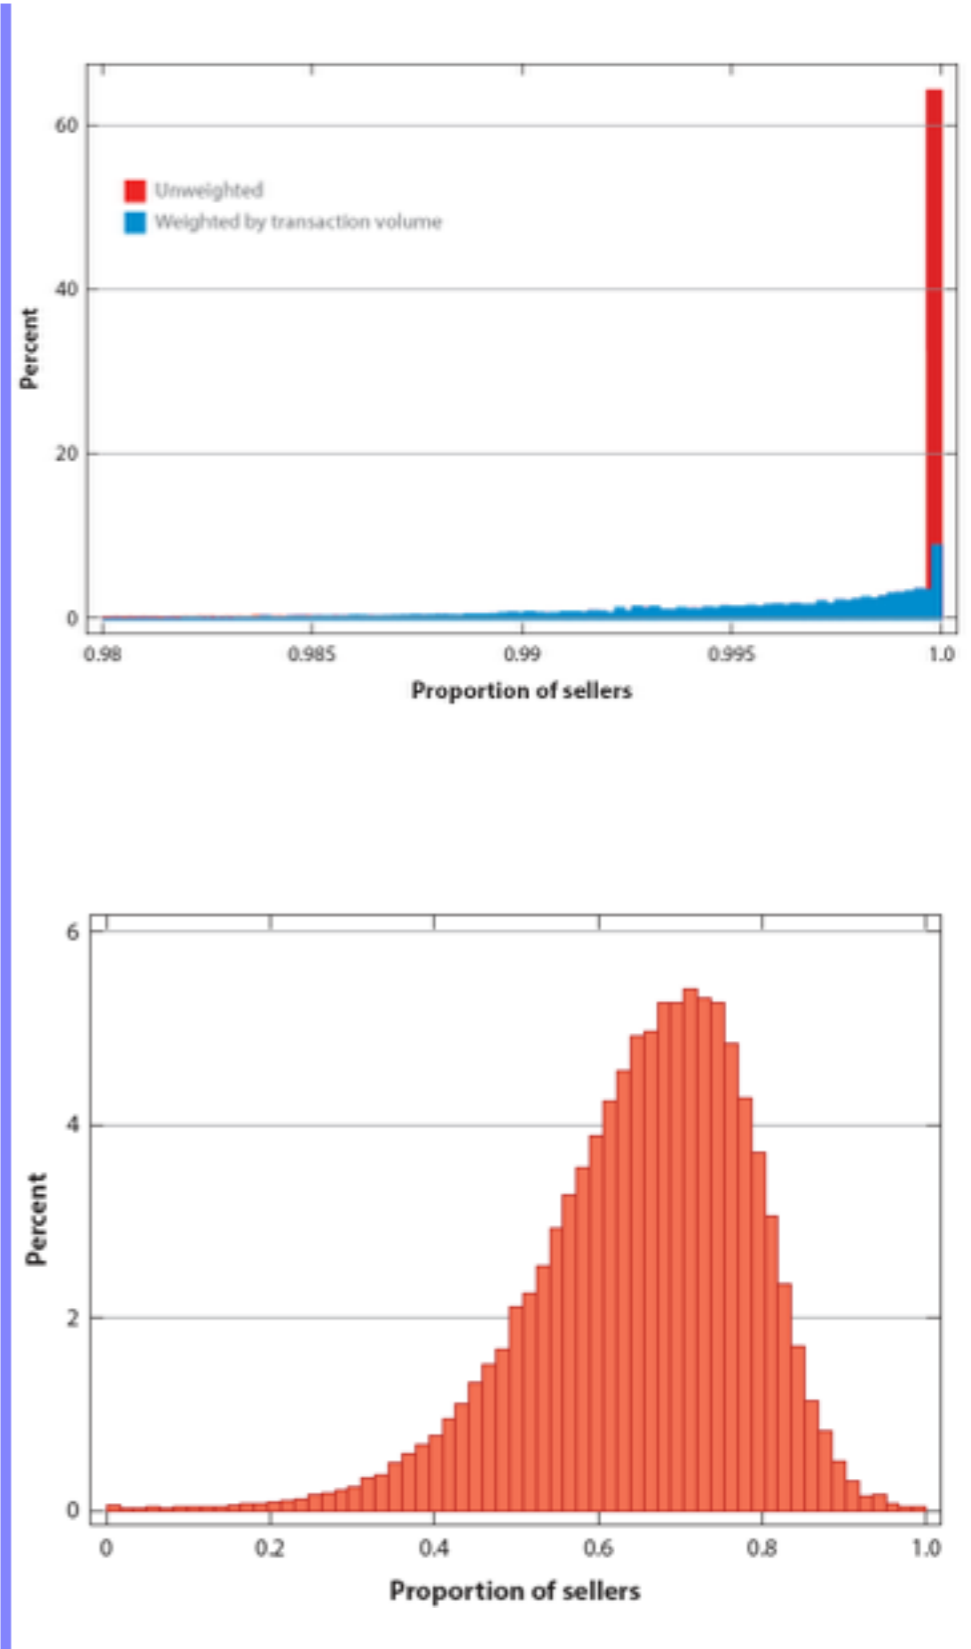 60
Unweighted
Weighted by transaction volume
40
Percent
20
0
0.98 0.985 0.99 0.995 1.0
Proportion of sellers
6
4
Percent
2
0
0 0.2 0.4 0.6 0.8 1.0
Proportion of sellers